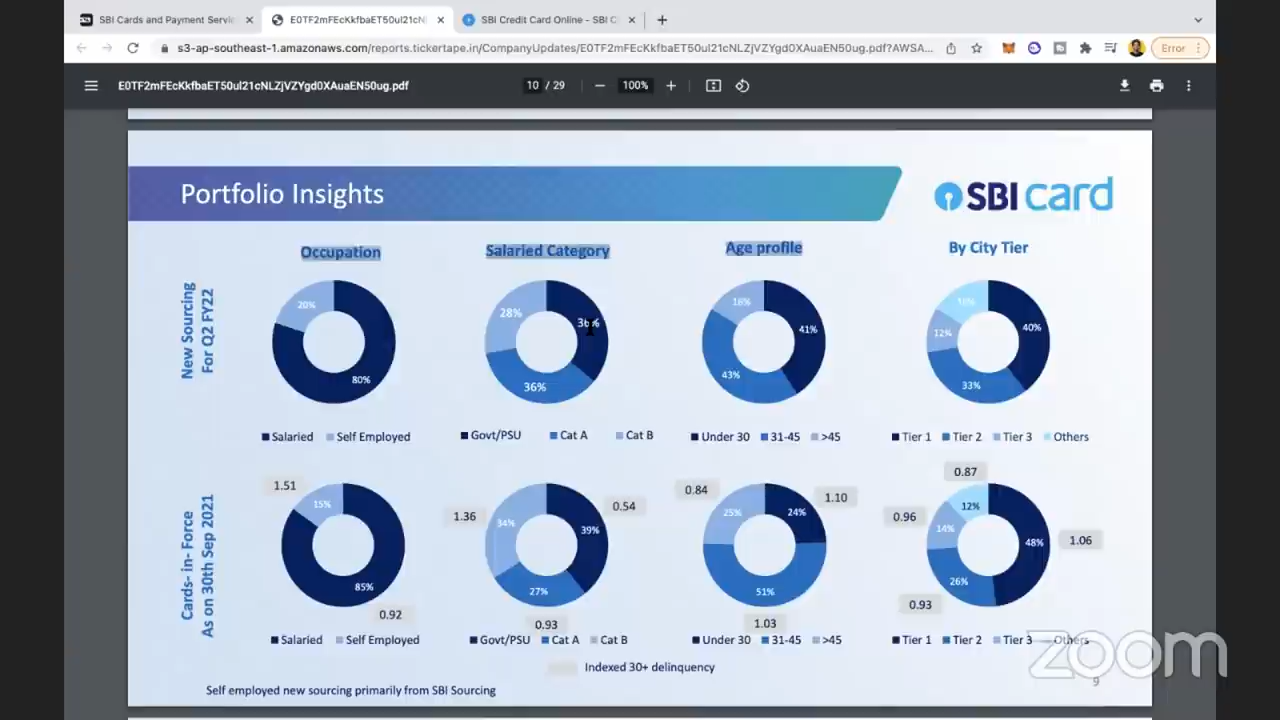 SBI Cards and Payment Servic
E0TF2mFEcKkfbaET50ul21cNL
SBI Credit Card Online - SBI C
s3-ap-southeast-1.amazonaws.com/reports.tickertape.in/CompanyUpdates/E0TF2mFEcKkfbaET50ul21cNLZjVZYgd0XAuaEN50ug.pdf?AWSA...
Error
E0TF2mFEcKkfbaET50ul21cNLZjVZYgd0XAuaEN50ug.pdf
10 / 29
100%
Portfolio Insights
SBI card
Occupation
Salaried Category
Age profile
By City Tier
New Sourcing
For Q2 FY22
20%
80%
28%
36%
36%
16%
41%
43%
40%
12%
33%
Salaried
Self Employed
Govt/PSU
Cat A
Cat B
Under 30
31-45
>45
Tier 1
Tier 2
Tier 3
Others
Cards- in- Force
As on 30th Sep 2021
1.51
15%
85%
0.92
1.36
34%
39%
0.54
27%
0.93
0.84
25%
24%
1.10
51%
1.03
0.87
0.96
12%
14%
48%
1.06
26%
0.93
Salaried
Self Employed
Govt/PSU
Cat A
Cat B
Under 30
31-45
>45
Tier 1
Tier 2
Tier 3
Others
Indexed 30+ delinquency
Self employed new sourcing primarily from SBI Sourcing
9
zoom